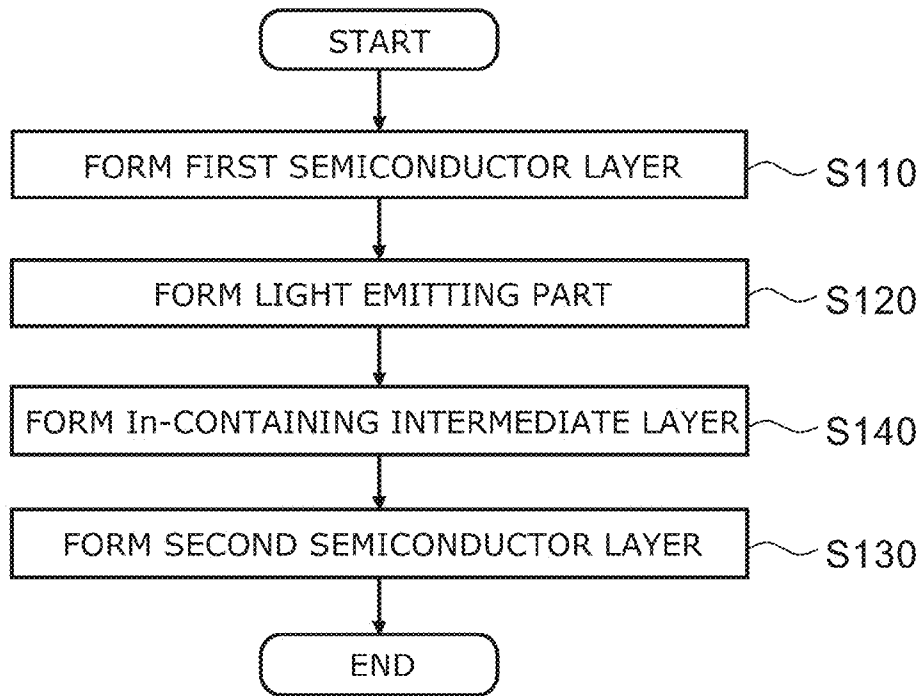 START
FORM FIRST SEMICONDUCTOR LAYER
S110
FORM LIGHT EMITTING PART
S120
FORM In-CONTAINING INTERMEDIATE LAYER
S140
FORM SECOND SEMICONDUCTOR LAYER
S130
END